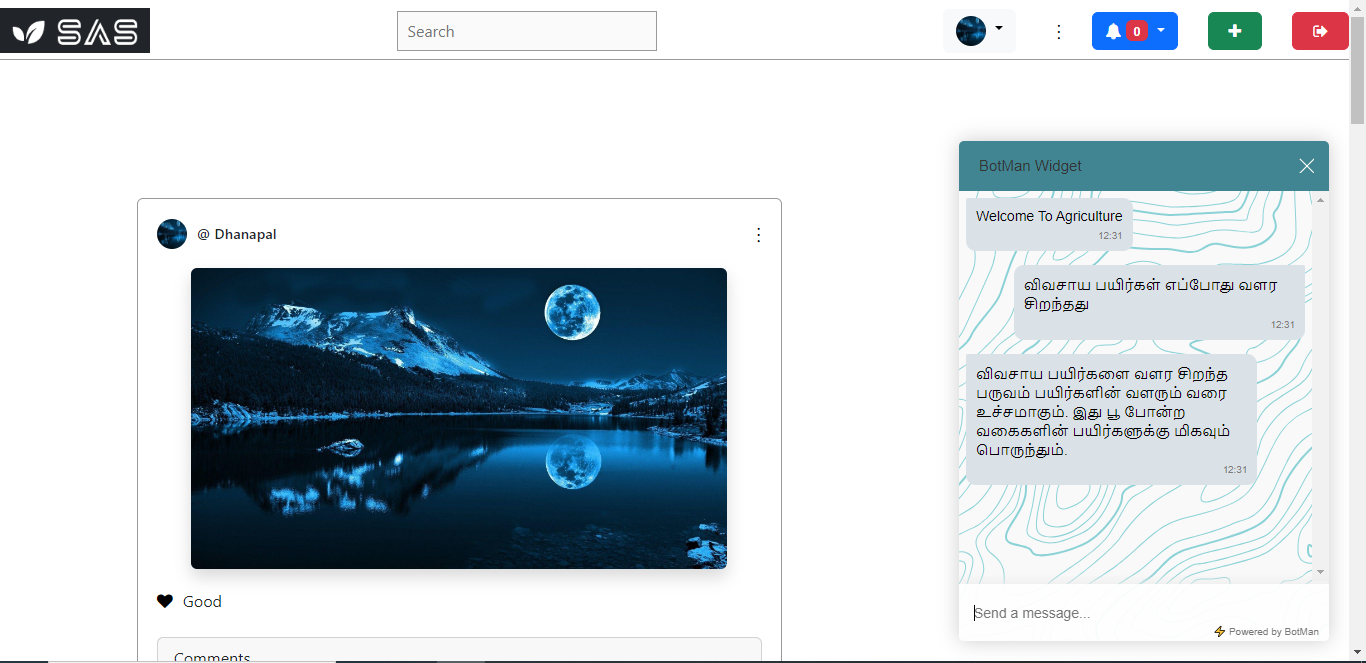 SAS
Search
0
@ Dhanapal
Good
Comments
BotMan Widget
Welcome To Agriculture
12:31
விவசாய பயிர்கள் எப்போது வளர
சிறந்தது
12:31
விவசாய பயிர்களை வளர சிறந்த
பருவம் பயிர்களின் வளரும் வரை
உச்சமாகும். இது பூ போன்ற
வகைகளின் பயிர்களுக்கு மிகவும்
பொருந்தும்.
12:31
Send a message...
Powered by BotMan